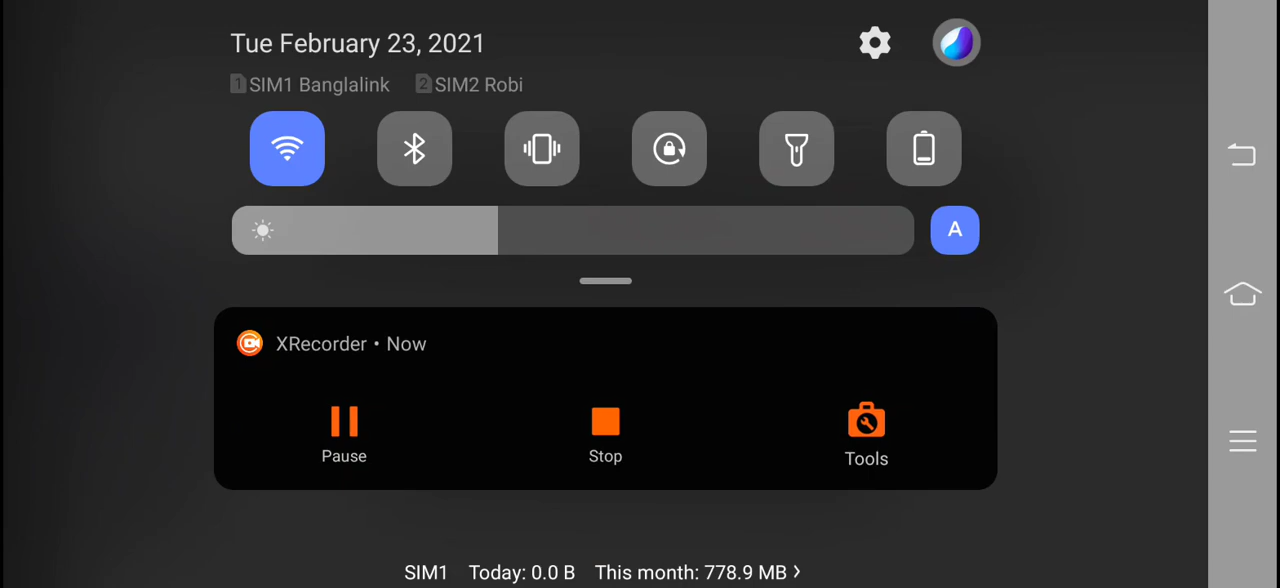 Tue February 23, 2021
1 SIM1 Banglalink 2 SIM2 Robi
A
XRecorder • Now
Pause Stop Tools
SIM1 Today: 0.0 B This month: 778.9 MB